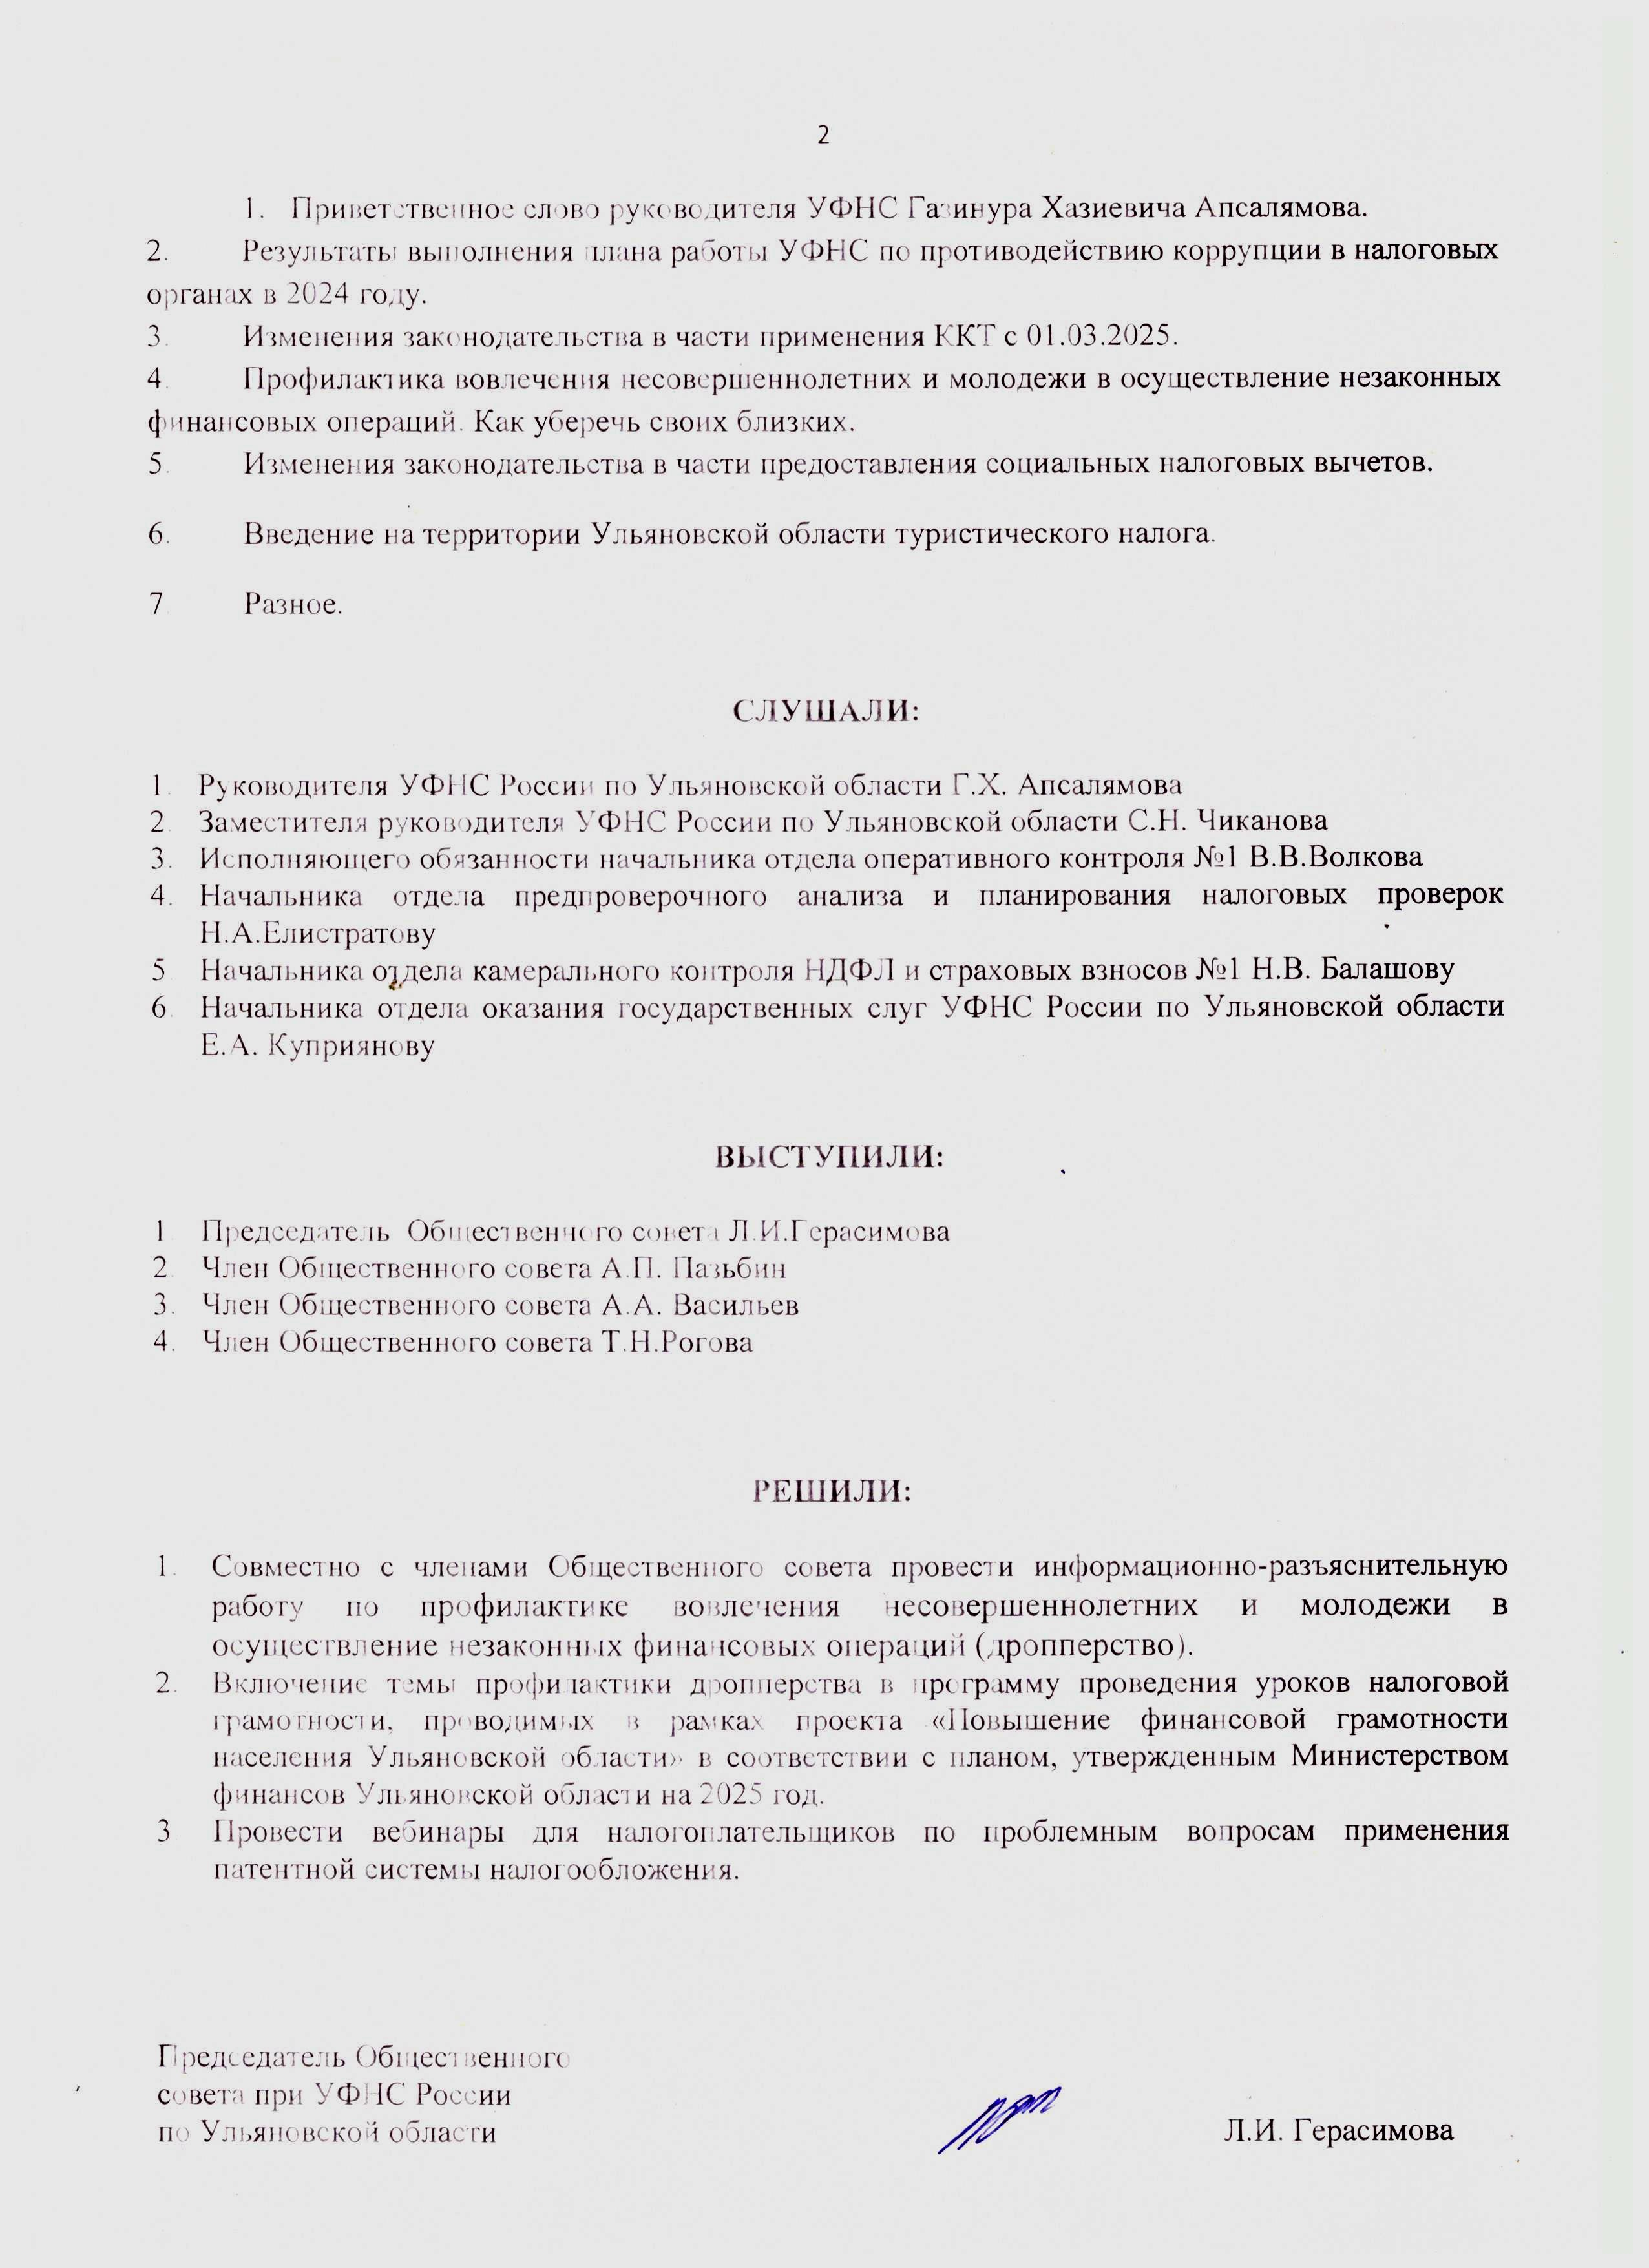 2
1. Приветственное слово руководителя УФНС Газинура Хазиевича Апсалямова.
2. Результаты выполнения плана работы УФНС по противодействию коррупции в налоговых
органах в 2024 году.
3. Изменения законодательства в части применения ККТ с 01.03.2025.
4. Профилактика вовлечения несовершеннолетних и молодежи в осуществление незаконных
финансовых операций. Как уберечь своих близких.
5. Изменения законодательства в части предоставления социальных налоговых вычетов.
6. Введение на территории Ульяновской области туристического налога.
7 Разное.
СЛУШАЛИ:
1. Руководителя УФНС России по Ульяновской области Г.Х. Апсалямова
2. Заместителя руководителя УФНС России по Ульяновской области С.Н. Чиканова
3. Исполняющего обязанности начальника отдела оперативного контроля №1 В.В.Волкова
4. Начальника отдела предпроверочного анализа и планирования налоговых проверок
Н.А.Елистратову
5 Начальника отдела камерального контроля НДФЛ и страховых взносов №1 Н.В. Балашову
6. Начальника отдела оказания государственных слуг УФНС России по Ульяновской области
Е.А. Куприянову
ВЫСТУПИЛИ:
1 Председатель Общественного совета Л.И.Герасимова
2. Член Общественного совета А.П. Пазьбин
3. Член Общественного совета А.А. Васильев
4. Член Общественного совета Т.Н.Рогова
РЕШИЛИ:
1. Совместно с членами Общественного совета провести информационно-разъяснительную
работу по профилактике вовлечения несовершеннолетних и молодежи в
осуществление незаконных финансовых операций (дропперство).
2. Включение темы профилактики дропперства в программу проведения уроков налоговой
грамотности, проводимых в рамках проекта «Повышение финансовой грамотности
населения Ульяновской области» в соответствии с планом, утвержденным Министерством
финансов Ульяновской области на 2025 год.
3 Провести вебинары для налогоплательщиков по проблемным вопросам применения
патентной системы налогообложения.
Председатель Общественного
совета при УФНС России
по Ульяновской области
Л.И. Герасимова